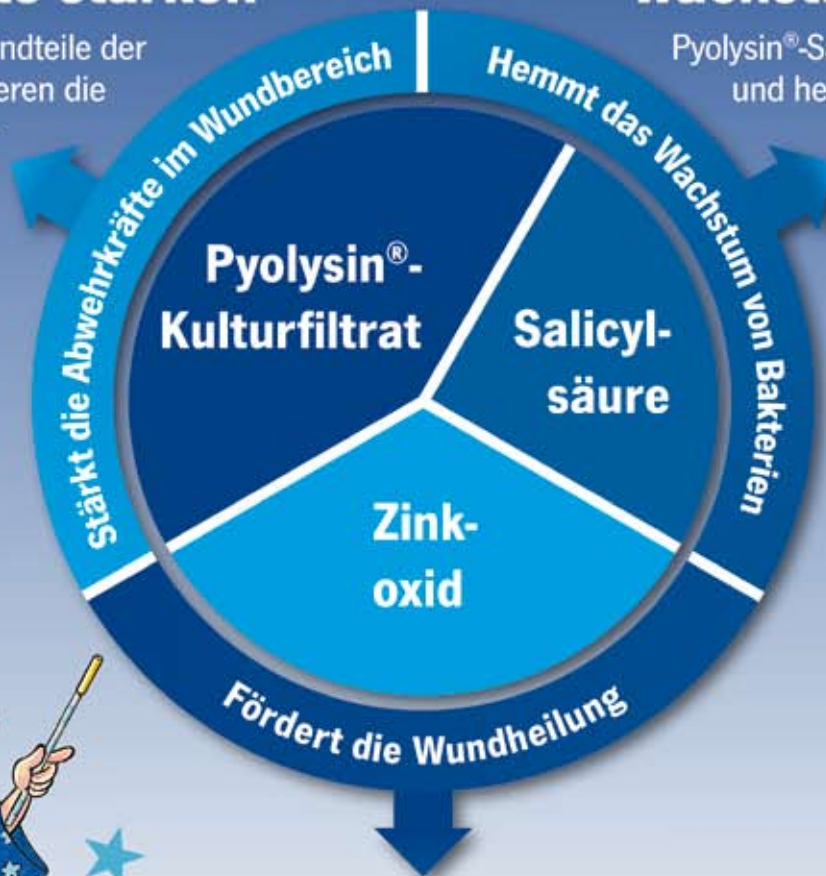 stärken
ndteile der
eren die
Pyolysin®-S
und he
Stärkt die Abwehrkräfte im Wundbereich
Hemmt das Wachstum von Bakterien
Pyolysin®-
Kulturfiltrat
Salicyl-
säure
Zink-
oxid
Fördert die Wundheilung